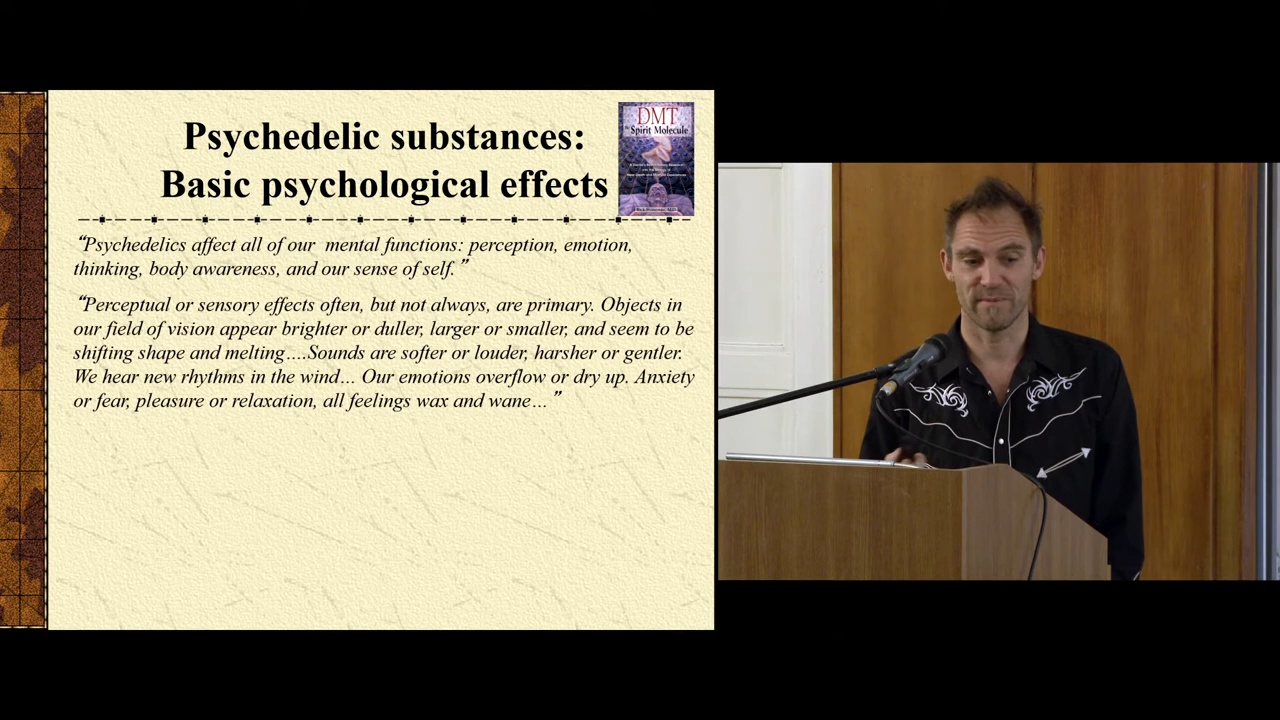 Psychedelic substances:
Basic psychological effects
DMT
Spirit Molecule
“Psychedelics affect all of our mental functions: perception, emotion,
thinking, body awareness, and our sense of self.”
“Perceptual or sensory effects often, but not always, are primary. Objects in
our field of vision appear brighter or duller, larger or smaller, and seem to be
shifting shape and melting….Sounds are softer or louder, harsher or gentler.
We hear new rhythms in the wind… Our emotions overflow or dry up. Anxiety
or fear, pleasure or relaxation, all feelings wax and wane…”